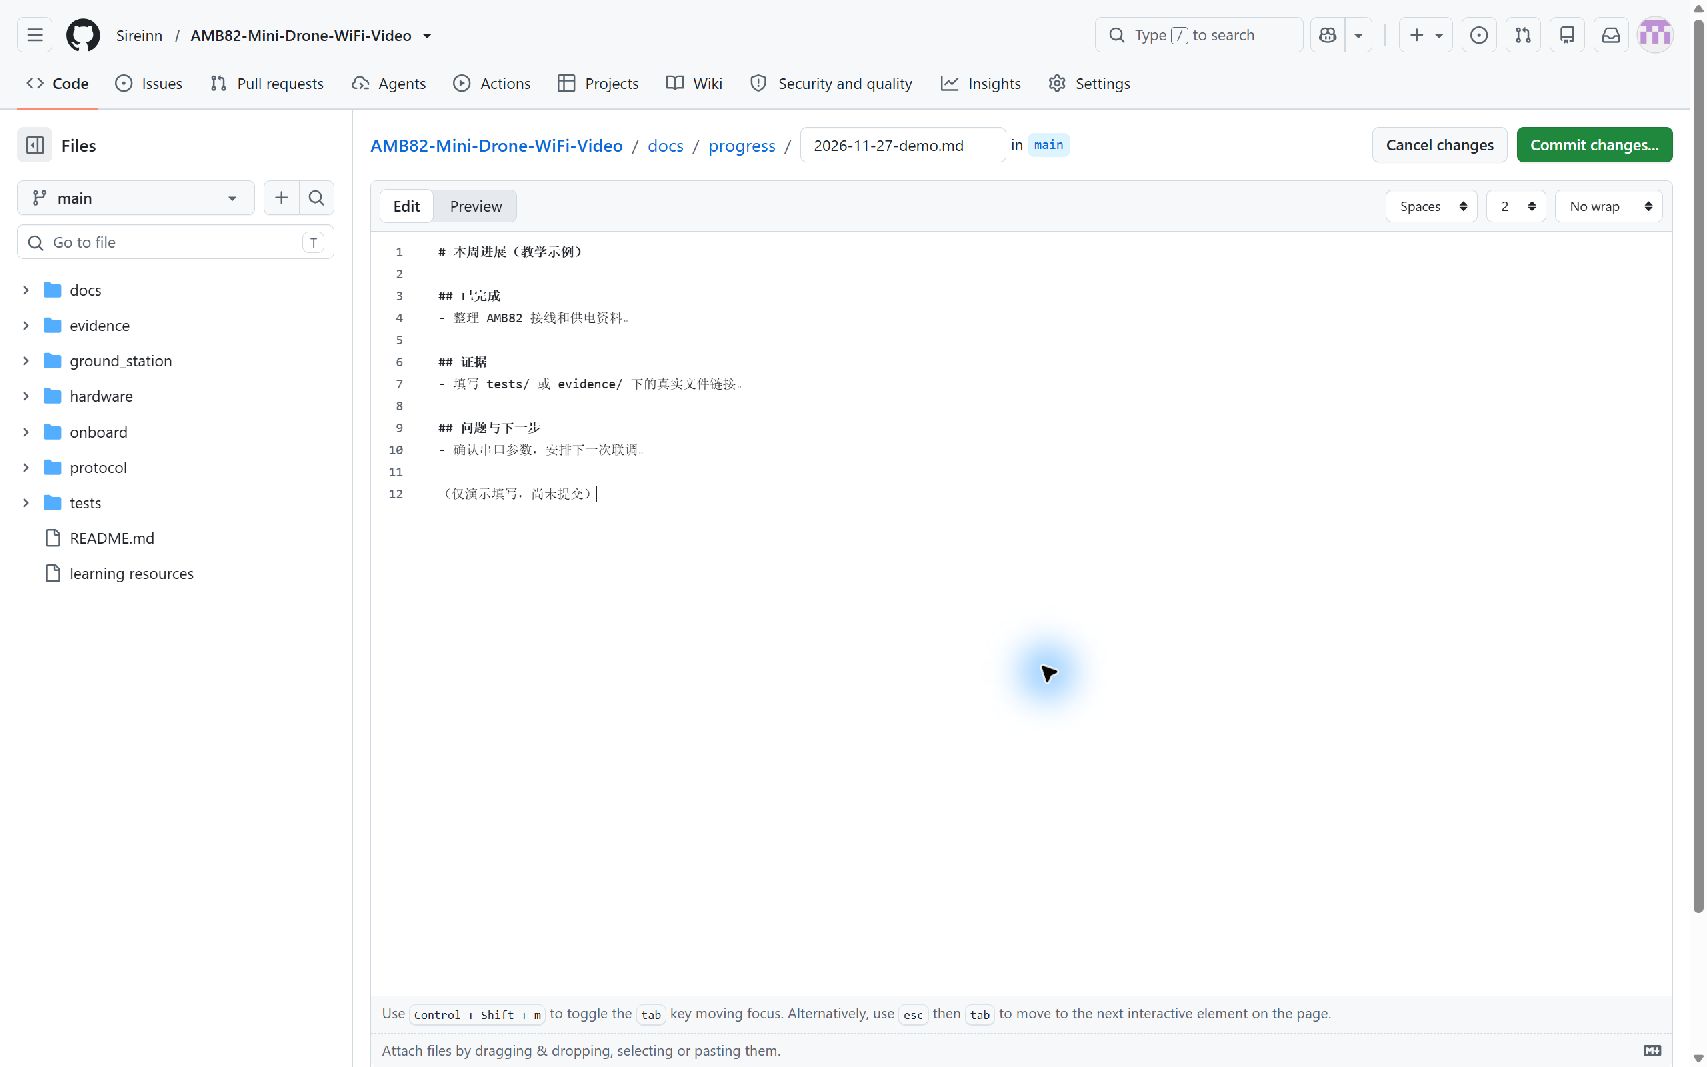 Sireinn / AMB82-Mini-Drone-WiFi-Video
Type / to search
Code
Issues
Pull requests
Agents
Actions
Projects
Wiki
Security and quality
Insights
Settings
Files
main
Go to file
T
docs
evidence
ground_station
hardware
onboard
protocol
tests
README.md
learning resources
AMB82-Mini-Drone-WiFi-Video / docs / progress / 2026-11-27-demo.md in main
Cancel changes
Commit changes...
Edit
Preview
Spaces
2
No wrap
1 # 本周进展（教学示例）
2
3 ## 已完成
4 - 整理 AMB82 接线和供电资料。
5
6 ## 证据
7 - 填写 tests/ 或 evidence/ 下的真实文件链接。
8
9 ## 问题与下一步
10 - 确认串口参数，安排下一次联调。
11
12 （仅演示填写，尚未提交）
Use Control + Shift + m to toggle the tab key moving focus. Alternatively, use esc then tab to move to the next interactive element on the page.
Attach files by dragging & dropping, selecting or pasting them.